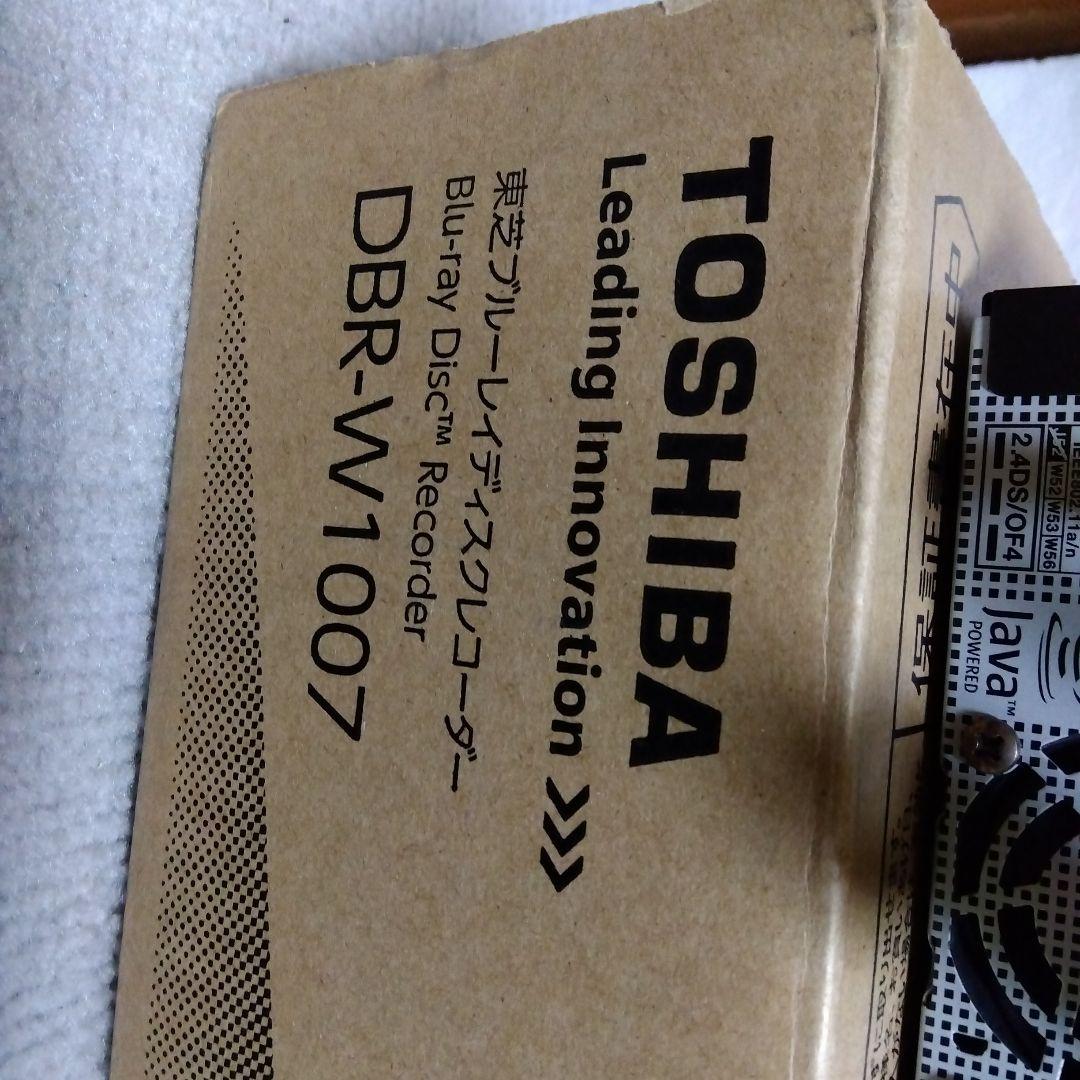 TOSHIBA
Leading Innovation >>>
東芝ブルーレイディスクレコーダー
Blu-ray Disc™ Recorder
DBR-W1007
IEEE802.11a/n
W52 W53 W56
2.4DS/OF4
Java™
POWERED